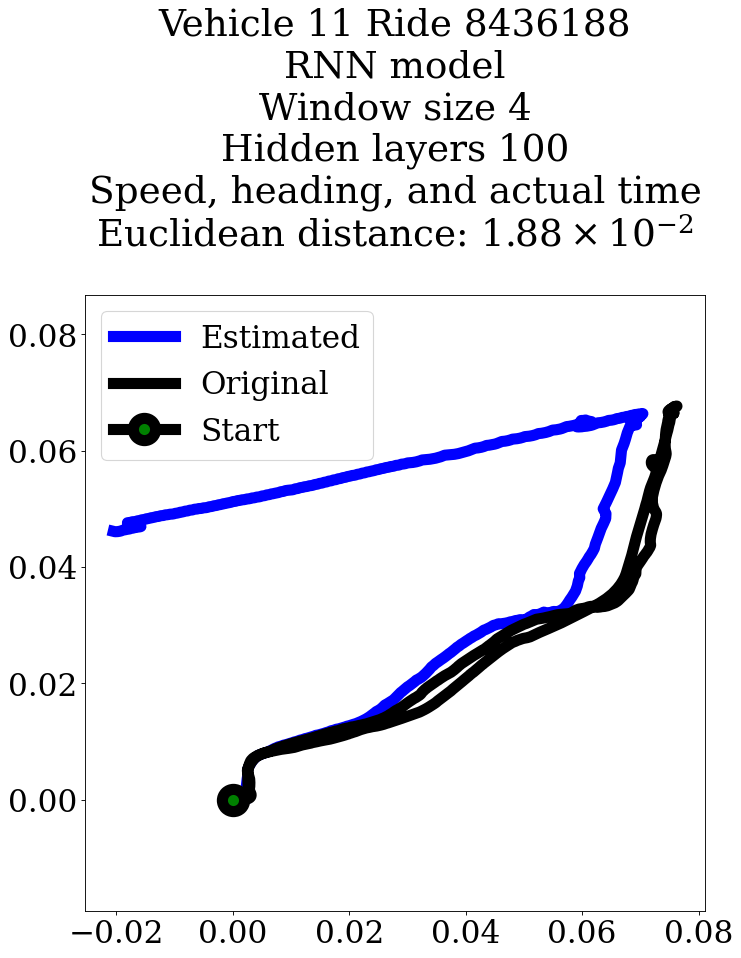 Vehicle 11 Ride 8436188
RNN model
Window size 4
Hidden layers 100
Speed, heading, and actual time
Euclidean distance: 1.88 × 10⁻²
Estimated
Original
Start
0.08
0.06
0.04
0.02
0.00
−0.02 0.00 0.02 0.04 0.06 0.08